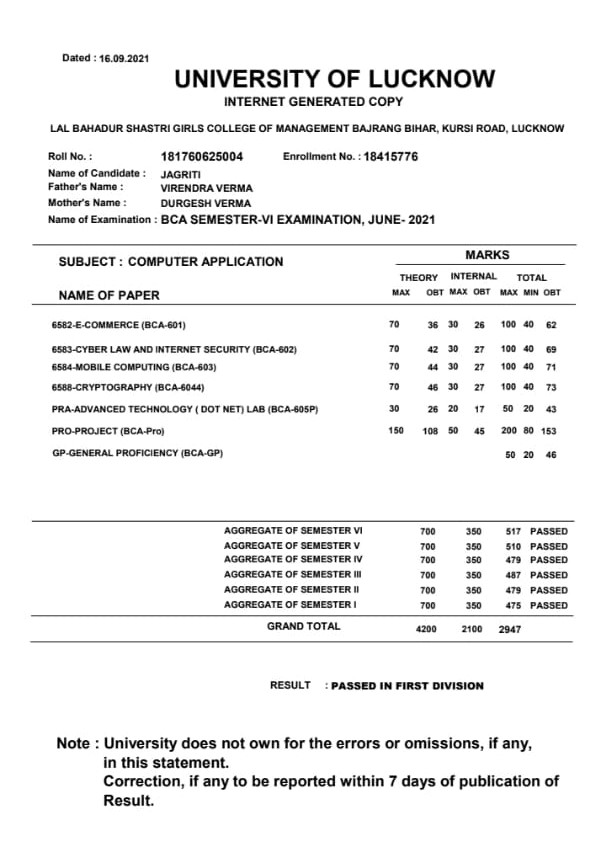 Dated : 16.09.2021
UNIVERSITY OF LUCKNOW
INTERNET GENERATED COPY
LAL BAHADUR SHASTRI GIRLS COLLEGE OF MANAGEMENT BAJRANG BIHAR, KURSI ROAD, LUCKNOW
Roll No. : 181760625004 Enrollment No. : 18415776
Name of Candidate : JAGRITI
Father's Name : VIRENDRA VERMA
Mother's Name : DURGESH VERMA
Name of Examination : BCA SEMESTER-VI EXAMINATION, JUNE- 2021
SUBJECT : COMPUTER APPLICATION MARKS
THEORY INTERNAL TOTAL
NAME OF PAPER MAX OBT MAX OBT MAX MIN OBT
6582-E-COMMERCE (BCA-601) 70 36 30 26 100 40 62
6583-CYBER LAW AND INTERNET SECURITY (BCA-602) 70 42 30 27 100 40 69
6584-MOBILE COMPUTING (BCA-603) 70 44 30 27 100 40 71
6588-CRYPTOGRAPHY (BCA-6044) 70 46 30 27 100 40 73
PRA-ADVANCED TECHNOLOGY ( DOT NET) LAB (BCA-605P) 30 26 20 17 50 20 43
PRO-PROJECT (BCA-Pro) 150 108 50 45 200 80 153
GP-GENERAL PROFICIENCY (BCA-GP) 50 20 46
AGGREGATE OF SEMESTER VI 700 350 517 PASSED
AGGREGATE OF SEMESTER V 700 350 510 PASSED
AGGREGATE OF SEMESTER IV 700 350 479 PASSED
AGGREGATE OF SEMESTER III 700 350 487 PASSED
AGGREGATE OF SEMESTER II 700 350 479 PASSED
AGGREGATE OF SEMESTER I 700 350 475 PASSED
GRAND TOTAL 4200 2100 2947
RESULT : PASSED IN FIRST DIVISION
Note : University does not own for the errors or omissions, if any,
in this statement.
Correction, if any to be reported within 7 days of publication of
Result.